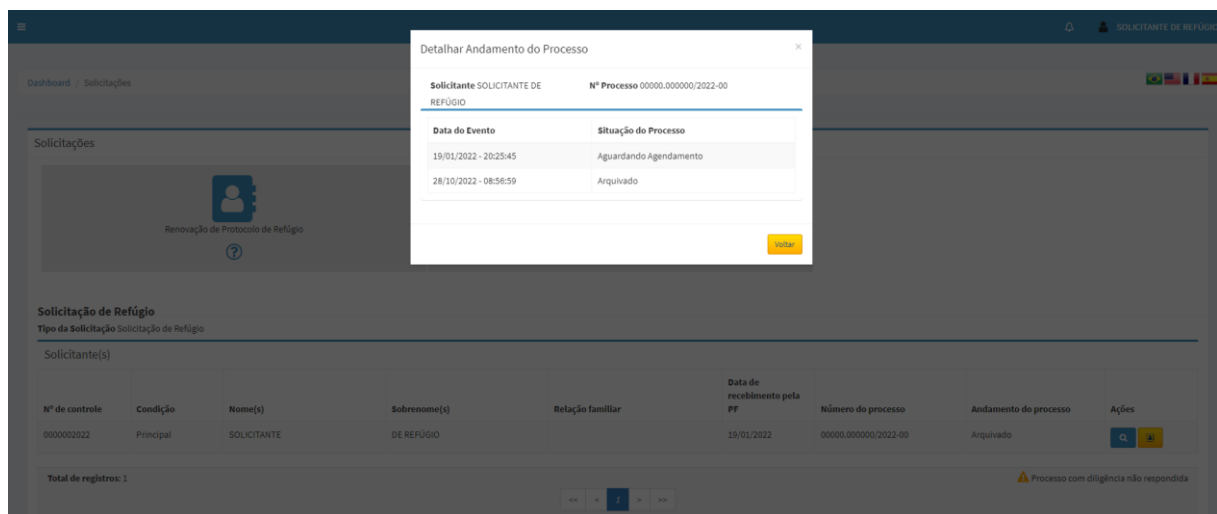 SOLICITANTE DE REFÚGIO
Dashboard / Solicitações
Detalhar Andamento do Processo ×
Solicitante SOLICITANTE DE REFÚGIO
Nº Processo 00000.000000/2022-00
Data do Evento Situação do Processo
19/01/2022 - 20:25:45 Aguardando Agendamento
28/10/2022 - 08:56:59 Arquivado
Voltar
Solicitações
Renovação de Protocolo de Refúgio
?
Solicitação de Refúgio
Tipo da Solicitação Solicitação de Refúgio
Solicitante(s)
Nº de controle Condição Nome(s) Sobrenome(s) Relação familiar Data de recebimento pela PF Número do processo Andamento do processo Ações
0000002022 Principal SOLICITANTE DE REFÚGIO 19/01/2022 00000.000000/2022-00 Arquivado
Total de registros: 1
Processo com diligência não respondida
<< < 1 > >>